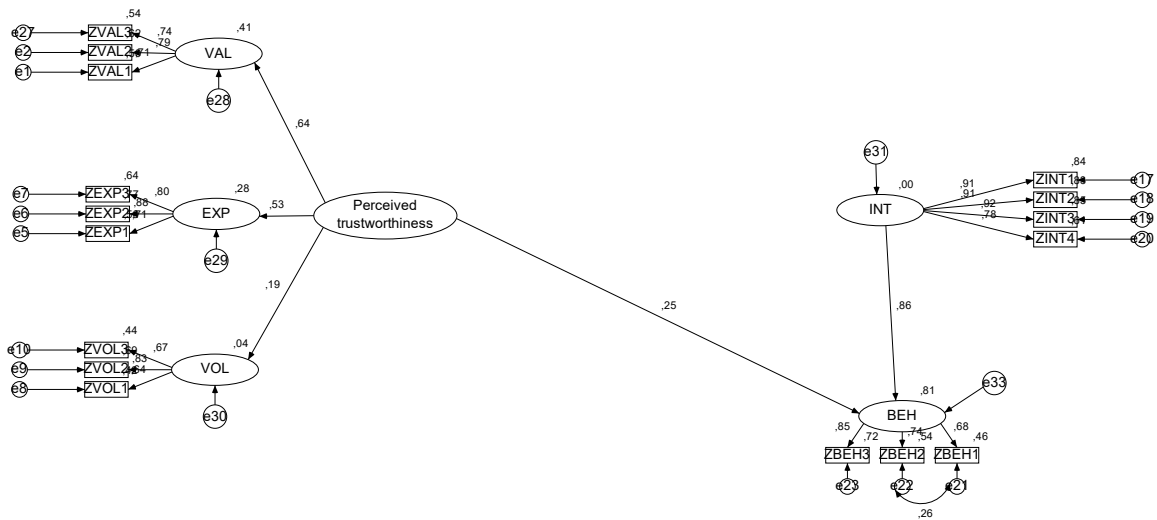 ,54
e27
ZVAL3
,74
,41
,79
e2
ZVAL2
,71
VAL
e1
ZVAL1
e28
,64
,64
e7
ZEXP3
,80
,28
,88
e6
ZEXP2
,71
EXP
,53
e5
ZEXP1
e29
Perceived
trustworthiness
,19
,44
e10
ZVOL3
,67
,04
,83
e9
ZVOL2
,64
VOL
e8
ZVOL1
e30
,25
e31
,00
INT
,84
,91
ZINT1
e17
,91
ZINT2
e18
,92
ZINT3
e19
,78
ZINT4
e20
,86
,81
e33
BEH
,85
,72
,74
,54
,68
,46
ZBEH3
ZBEH2
ZBEH1
e23
e22
e21
,26